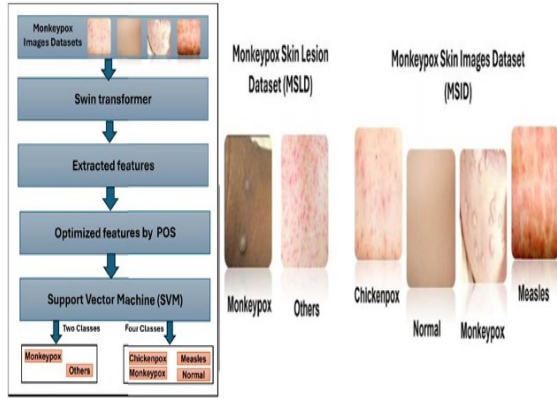 Monkeypox
Images Datasets
Swin transformer
Extracted features
Optimized features by POS
Support Vector Machine (SVM)
Two Classes
Four Classes
Monkeypox
Others
Chickenpox
Measles
Monkeypox
Normal
Monkeypox Skin Lesion
Dataset (MSLD)
Monkeypox
Others
Monkeypox Skin Images Dataset
(MSID)
Chickenpox
Normal
Monkeypox
Measles